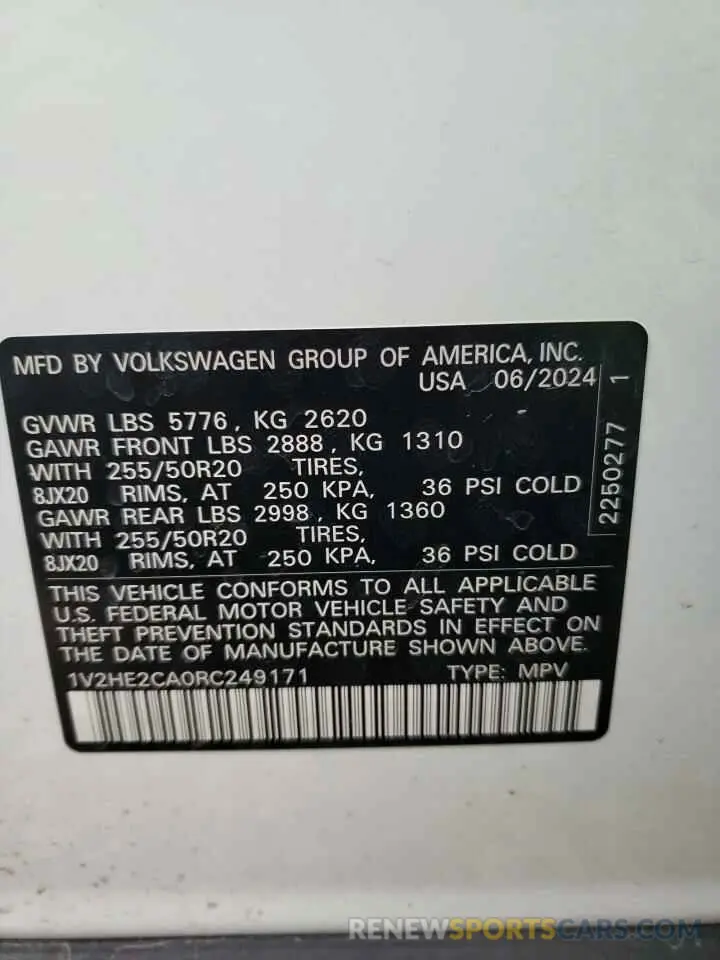 MFD BY VOLKSWAGEN GROUP OF AMERICA, INC.
USA 06/2024
GVWR LBS 5776, KG 2620
GAWR FRONT LBS 2888, KG 1310
WITH 255/50R20 TIRES,
8JX20 RIMS, AT 250 KPA, 36 PSI COLD
GAWR REAR LBS 2998, KG 1360
WITH 255/50R20 TIRES,
8JX20 RIMS, AT 250 KPA, 36 PSI COLD
2250277 1
THIS VEHICLE CONFORMS TO ALL APPLICABLE
U.S. FEDERAL MOTOR VEHICLE SAFETY AND
THEFT PREVENTION STANDARDS IN EFFECT ON
THE DATE OF MANUFACTURE SHOWN ABOVE.
1V2HE2CA0RC249171 TYPE: MPV
RENEWSPORTCARS.COM